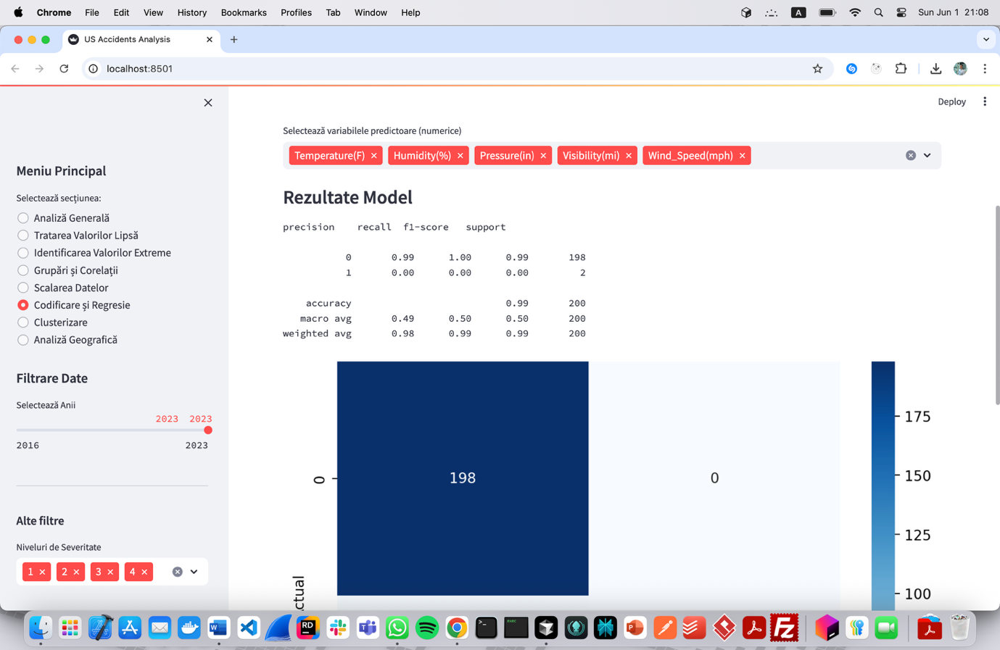 Chrome File Edit View History Bookmarks Profiles Tab Window Help A Sun Jun 1 21:08
US Accidents Analysis
localhost:8501
Deploy
Meniu Principal
Selectează secțiunea:
Analiză Generală
Tratarea Valorilor Lipsă
Identificarea Valorilor Extreme
Grupări și Corelații
Scalarea Datelor
Codificare și Regresie
Clusterizare
Analiză Geografică
Filtrare Date
Selectează Anii
2023 2023
2016 2023
Alte filtre
Niveluri de Severitate
1 2 3 4
Selectează variabilele predictoare (numerice)
Temperature(F) Humidity(%) Pressure(in) Visibility(mi) Wind_Speed(mph)
Rezultate Model
precision recall f1-score support
0 0.99 1.00 0.99 198
1 0.00 0.00 0.00 2
accuracy 0.99 200
macro avg 0.49 0.50 0.50 200
weighted avg 0.98 0.99 0.99 200
0
198 0
ctual
175
150
125
100
RD
W
P
exec
FZ